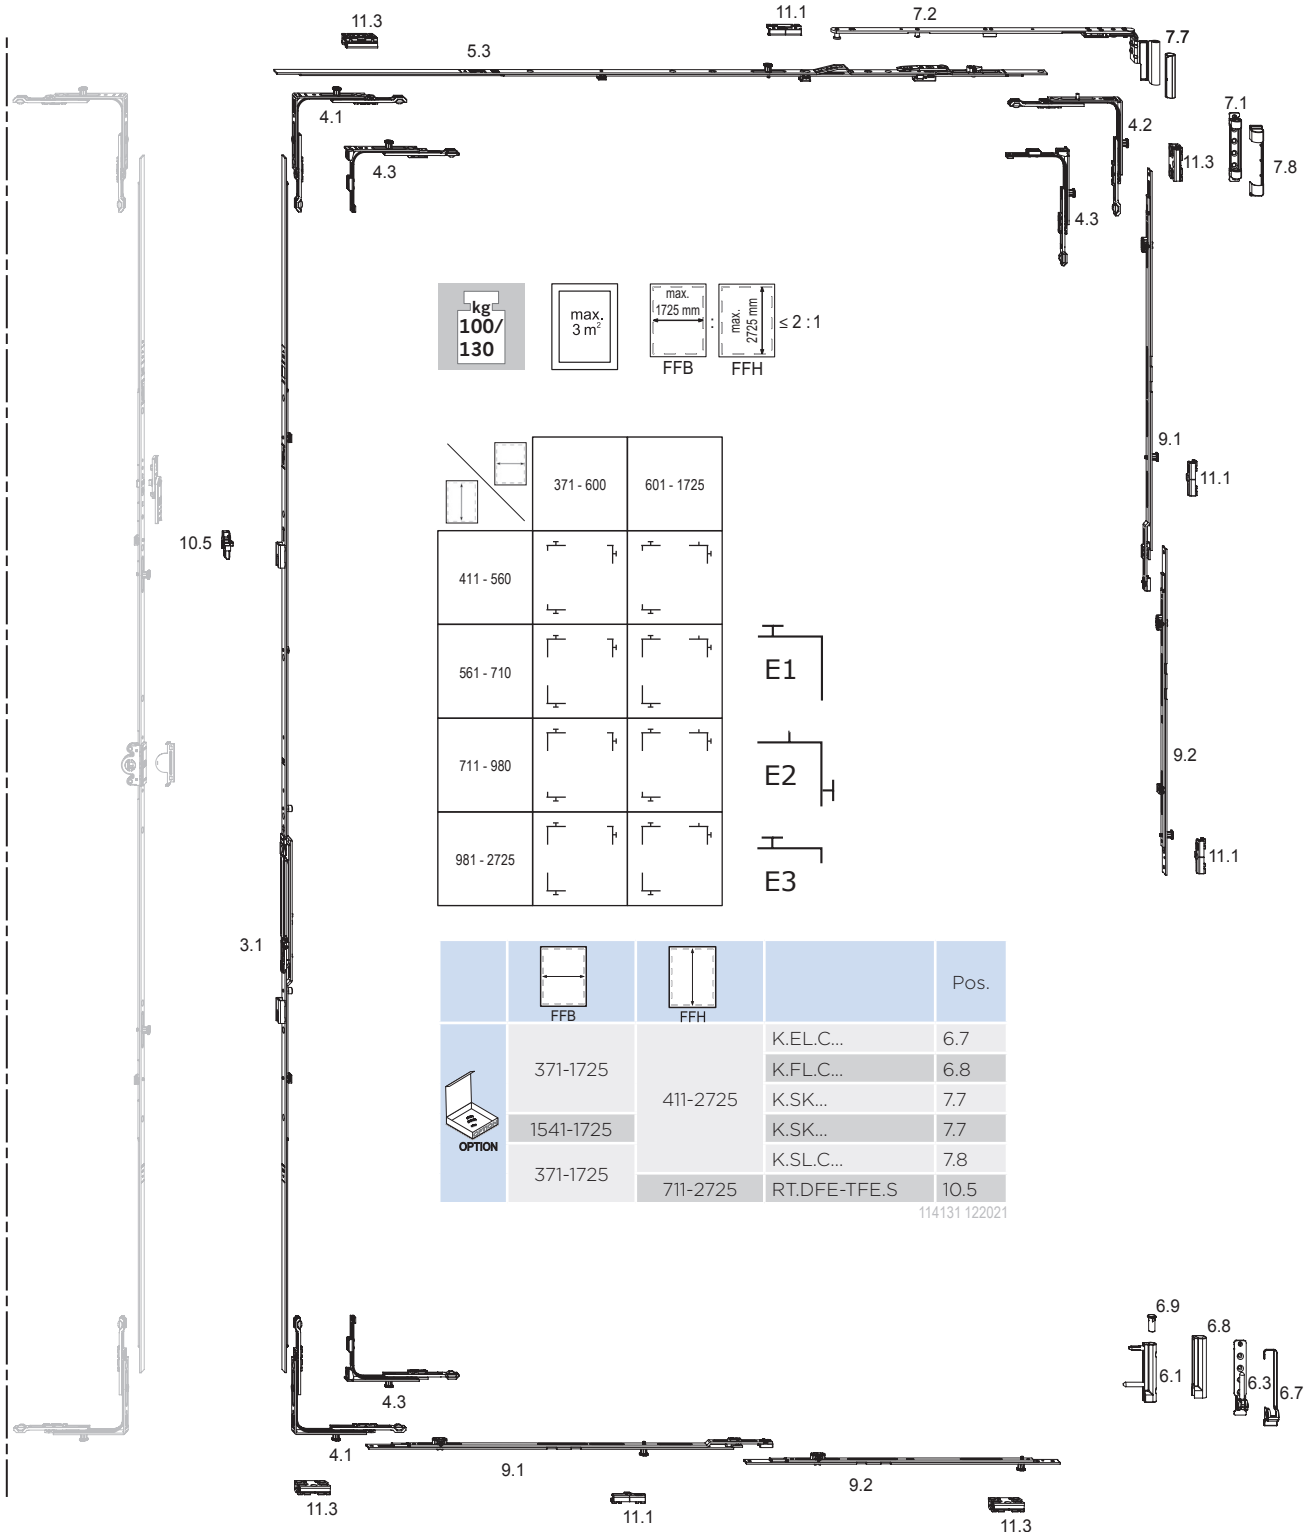 11.3
11.1
7.2
7.7
5.3
4.1
4.3
4.2
7.1
11.3
7.8
4.3
kg
100/
130
max.
3 m²
max.
1725 mm
FFB
:
max.
2725 mm
FFH
≤ 2 : 1
9.1
11.1
10.5
371 - 600
601 - 1725
411 - 560
561 - 710
711 - 980
981 - 2725
E1
E2
E3
9.2
11.1
3.1
FFB
FFH
Pos.
OPTION
371-1725
411-2725
K.EL.C...
6.7
K.FL.C...
6.8
K.SK...
7.7
1541-1725
K.SK...
7.7
371-1725
K.SL.C...
7.8
711-2725
RT.DFE-TFE.S
10.5
114131 122021
6.9
6.8
6.1
6.3
6.7
4.3
4.1
9.1
9.2
11.3
11.1
11.3